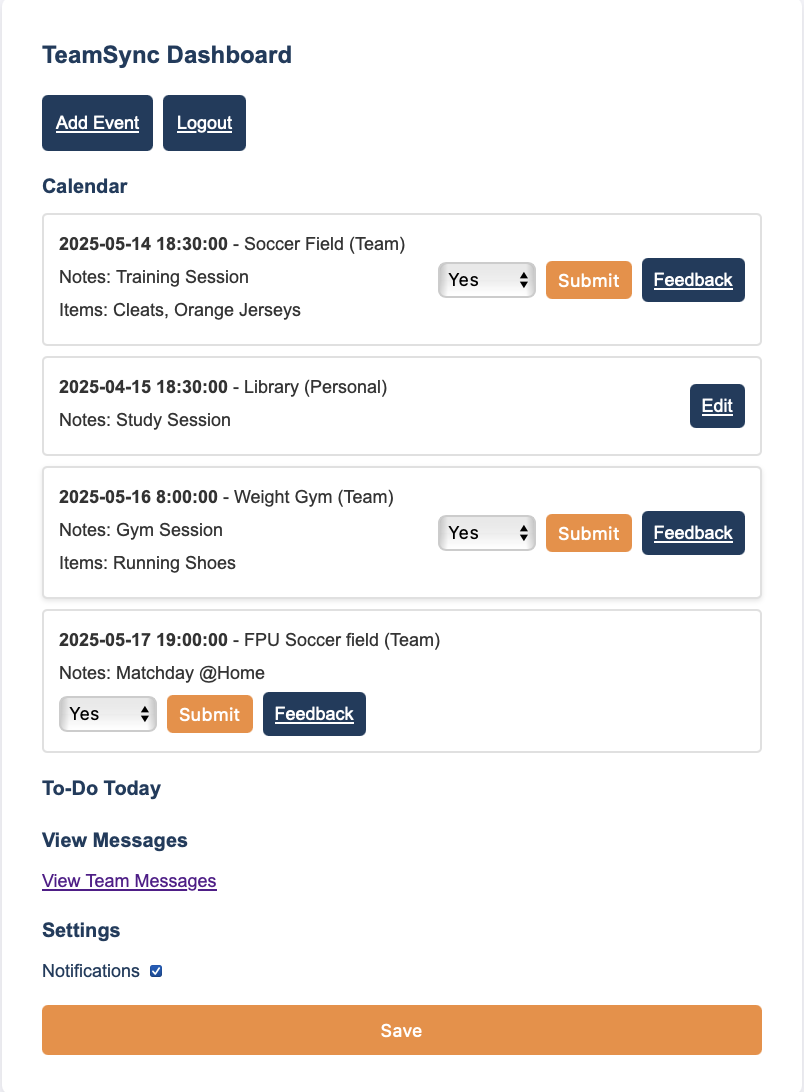 TeamSync Dashboard
Add Event Logout
Calendar
2025-05-14 18:30:00 - Soccer Field (Team)
Notes: Training Session
Items: Cleats, Orange Jerseys
Yes Submit Feedback
2025-04-15 18:30:00 - Library (Personal)
Notes: Study Session
Edit
2025-05-16 8:00:00 - Weight Gym (Team)
Notes: Gym Session
Items: Running Shoes
Yes Submit Feedback
2025-05-17 19:00:00 - FPU Soccer field (Team)
Notes: Matchday @Home
Yes Submit Feedback
To-Do Today
View Messages
View Team Messages
Settings
Notifications
Save